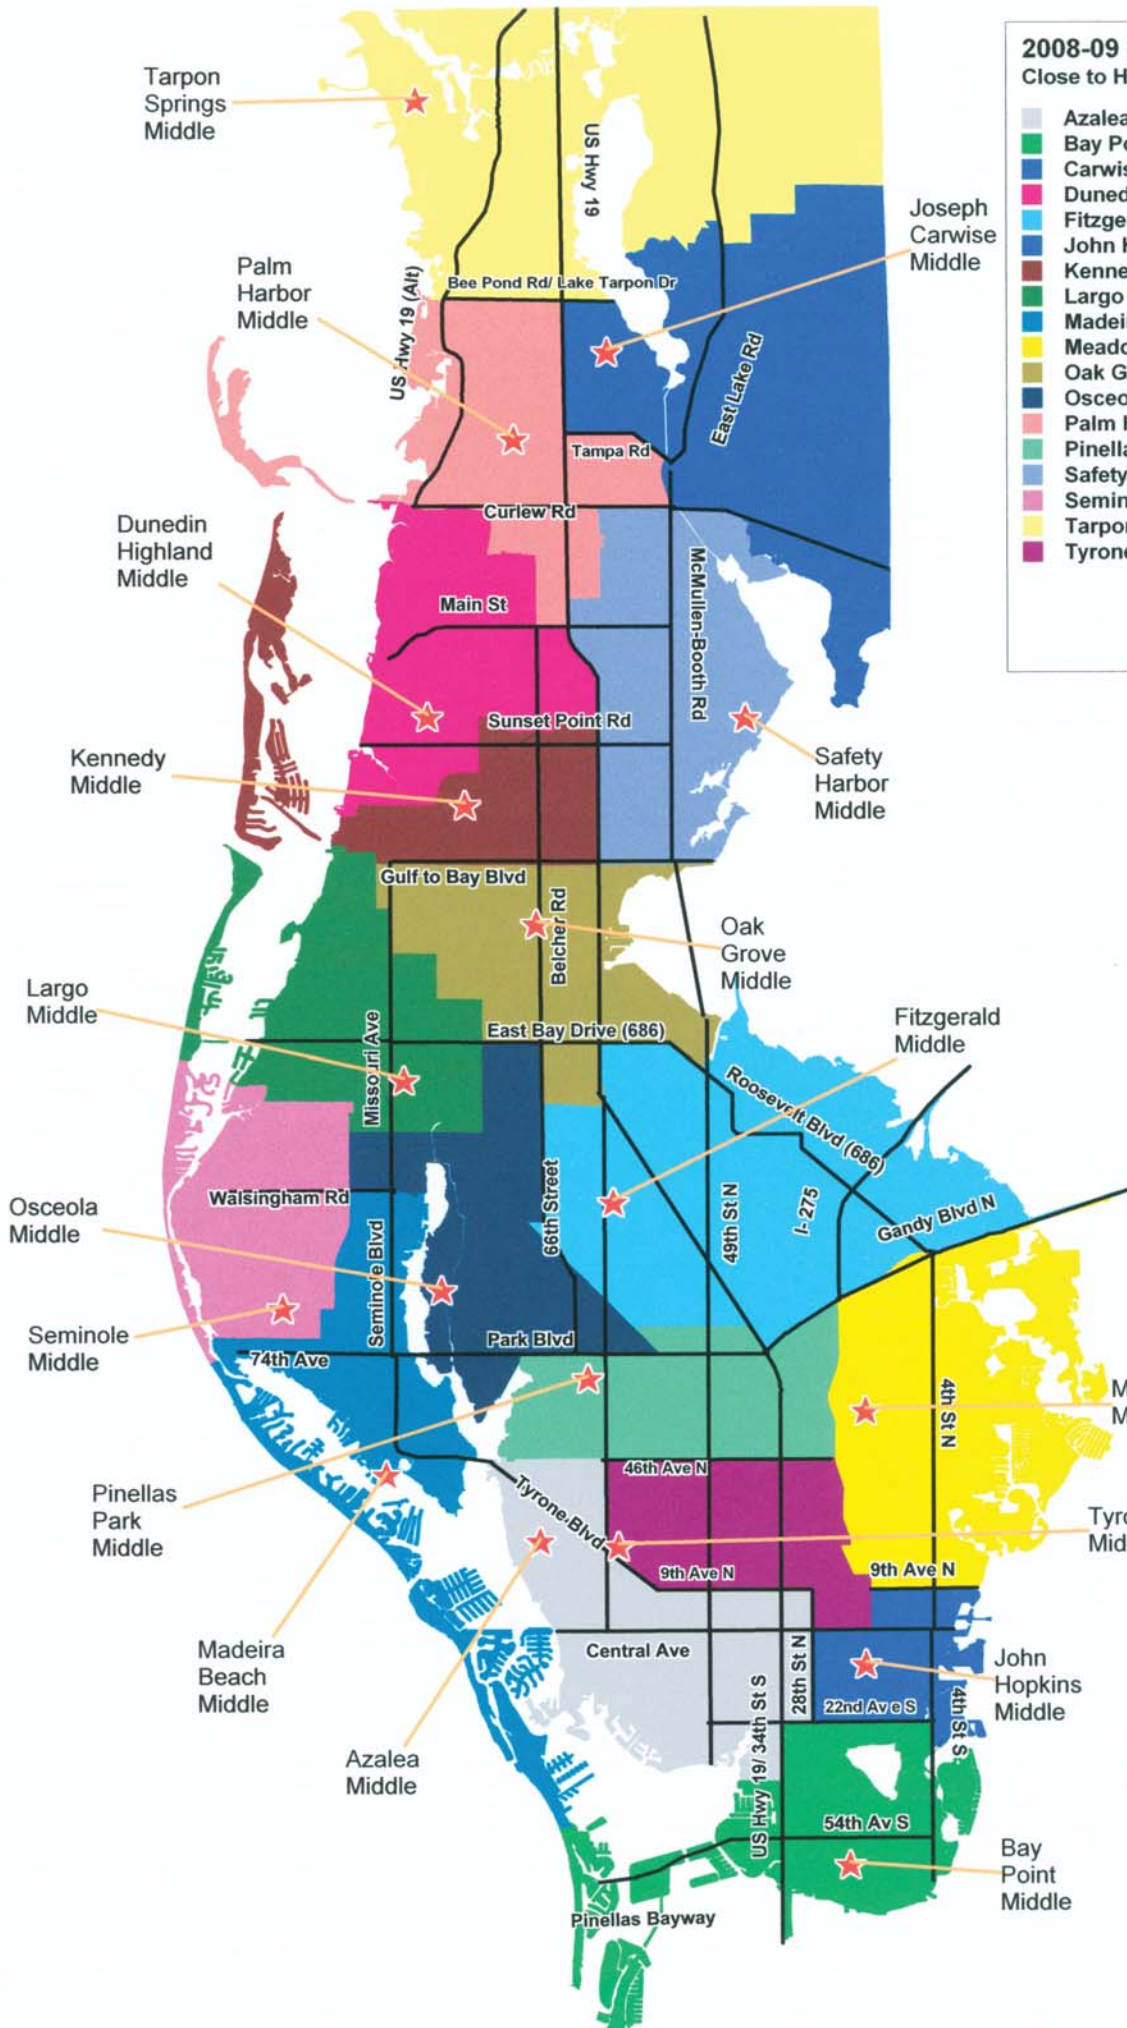 2008-09
Close to H
Azalea
Bay Po
Carwis
Duned
Fitzge
John H
Kenne
Largo
Madei
Meado
Oak G
Osceo
Palm H
Pinella
Safety
Semin
Tarpon
Tyrone
Tarpon
Springs
Middle
US Hwy 19
Joseph
Carwise
Middle
Palm
Harbor
Middle
US Hwy 19 (Alt)
Bee Pond Rd/ Lake Tarpon Dr
East Lake Rd
Tampa Rd
Curlew Rd
Dunedin
Highland
Middle
McMullen-Booth Rd
Main St
Sunset Point Rd
Kennedy
Middle
Safety
Harbor
Middle
Gulf to Bay Blvd
Belcher Rd
Oak
Grove
Middle
Largo
Middle
Missouri Ave
East Bay Drive (686)
Fitzgerald
Middle
Roosevelt Blvd (686)
Walsingham Rd
66th Street
49th St N
I- 275
Gandy Blvd N
Osceola
Middle
Seminole Blvd
Seminole
Middle
Park Blvd
74th Ave
4th St N
M
M
46th Ave N
Pinellas
Park
Middle
Tyrone Blvd
Tyro
Mid
9th Ave N
9th Ave N
Madeira
Beach
Middle
Central Ave
28th St N
John
Hopkins
Middle
22nd Av e S
4th St S
US Hwy 19/ 34th St S
Azalea
Middle
54th Av S
Bay
Point
Middle
Pinellas Bayway